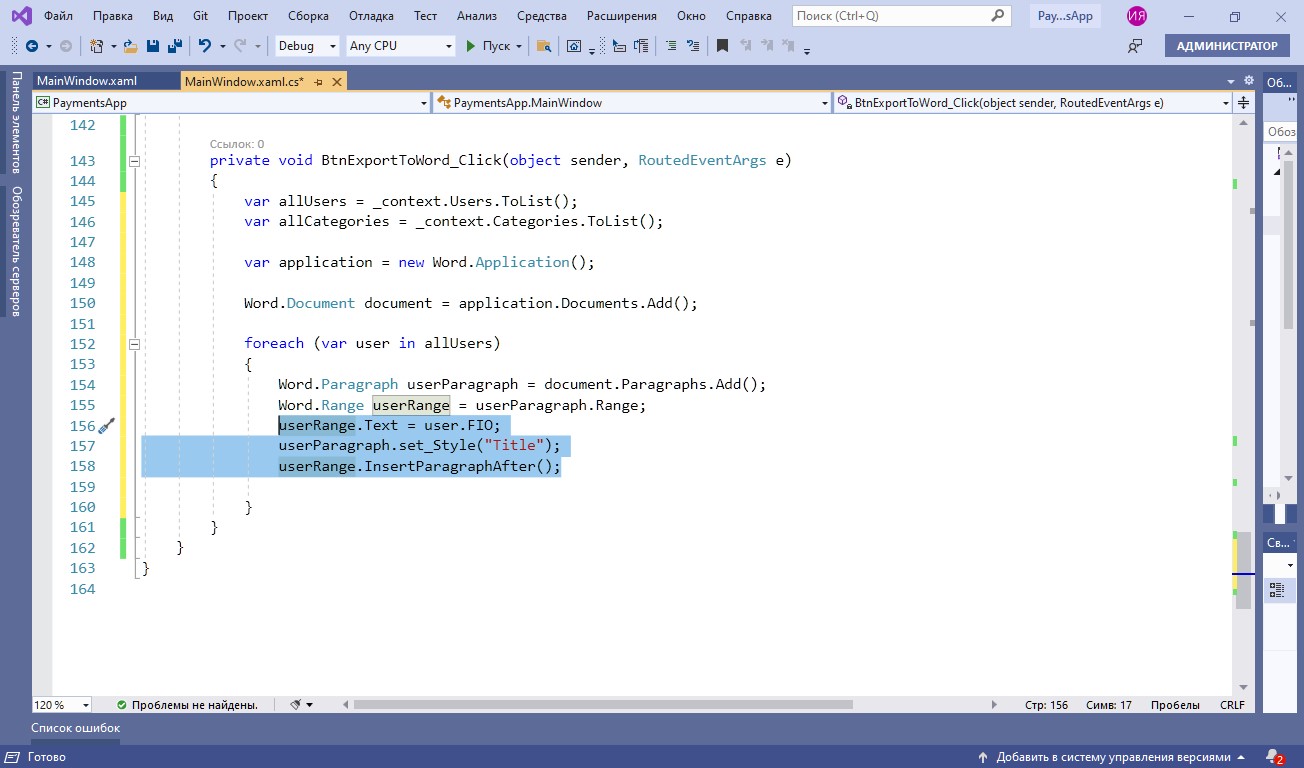 Файл Правка Вид Git Проект Сборка Отладка Тест Анализ Средства Расширения Окно Справка Поиск (Ctrl+Q) Pay...sApp ИЯ
Debug Any CPU Пуск АДМИНИСТРАТОР
Панель элементов
Обозреватель серверов
MainWindow.xaml MainWindow.xaml.cs* Об...
PaymentsApp PaymentsApp.MainWindow BtnExportToWord_Click(object sender, RoutedEventArgs e)
Обоз
142
Ссылок: 0
143 private void BtnExportToWord_Click(object sender, RoutedEventArgs e)
144 {
145 var allUsers = _context.Users.ToList();
146 var allCategories = _context.Categories.ToList();
147
148 var application = new Word.Application();
149
150 Word.Document document = application.Documents.Add();
151
152 foreach (var user in allUsers)
153 {
154 Word.Paragraph userParagraph = document.Paragraphs.Add();
155 Word.Range userRange = userParagraph.Range;
156 userRange.Text = user.FIO;
157 userParagraph.set_Style("Title");
158 userRange.InsertParagraphAfter();
159
160 }
161 }
162 }
163 }
164
Св...
120 % Проблемы не найдены. Стр: 156 Симв: 17 Пробелы CRLF
Список ошибок
Готово Добавить в систему управления версиями 2